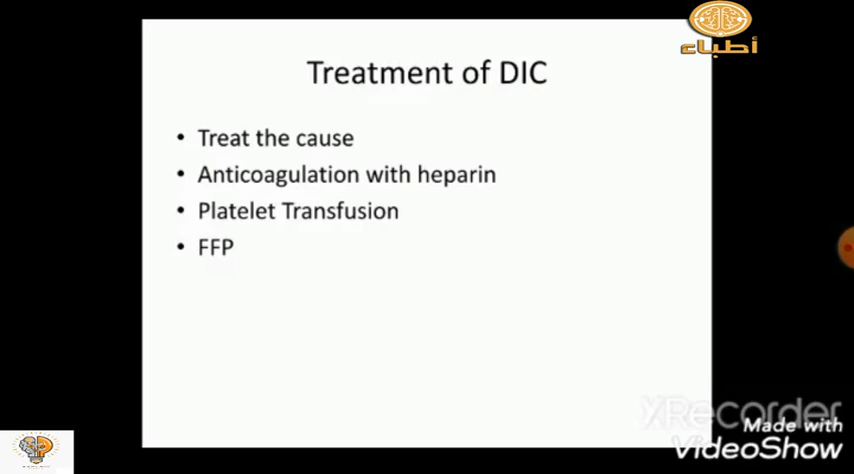 أطباء
Treatment of DIC
• Treat the cause
• Anticoagulation with heparin
• Platelet Transfusion
• FFP
XRecorder
Made with
VideoShow